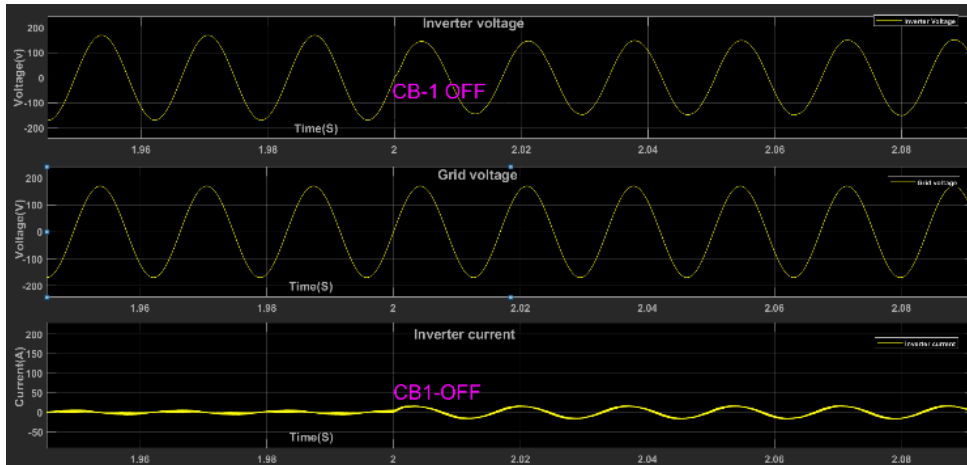 Inverter voltage
Inverter Voltage
200
100
0
-100
-200
Voltage(v)
CB-1 OFF
Time(S)
1.96
1.98
2
2.02
2.04
2.06
2.08
Grid voltage
Grid voltage
200
100
0
-100
-200
Voltage(V)
Time(S)
1.96
1.98
2
2.02
2.04
2.06
2.08
Inverter current
Inverter current
200
150
100
50
0
-50
Current(A)
CB1-OFF
Time(S)
1.96
1.98
2
2.02
2.04
2.06
2.08